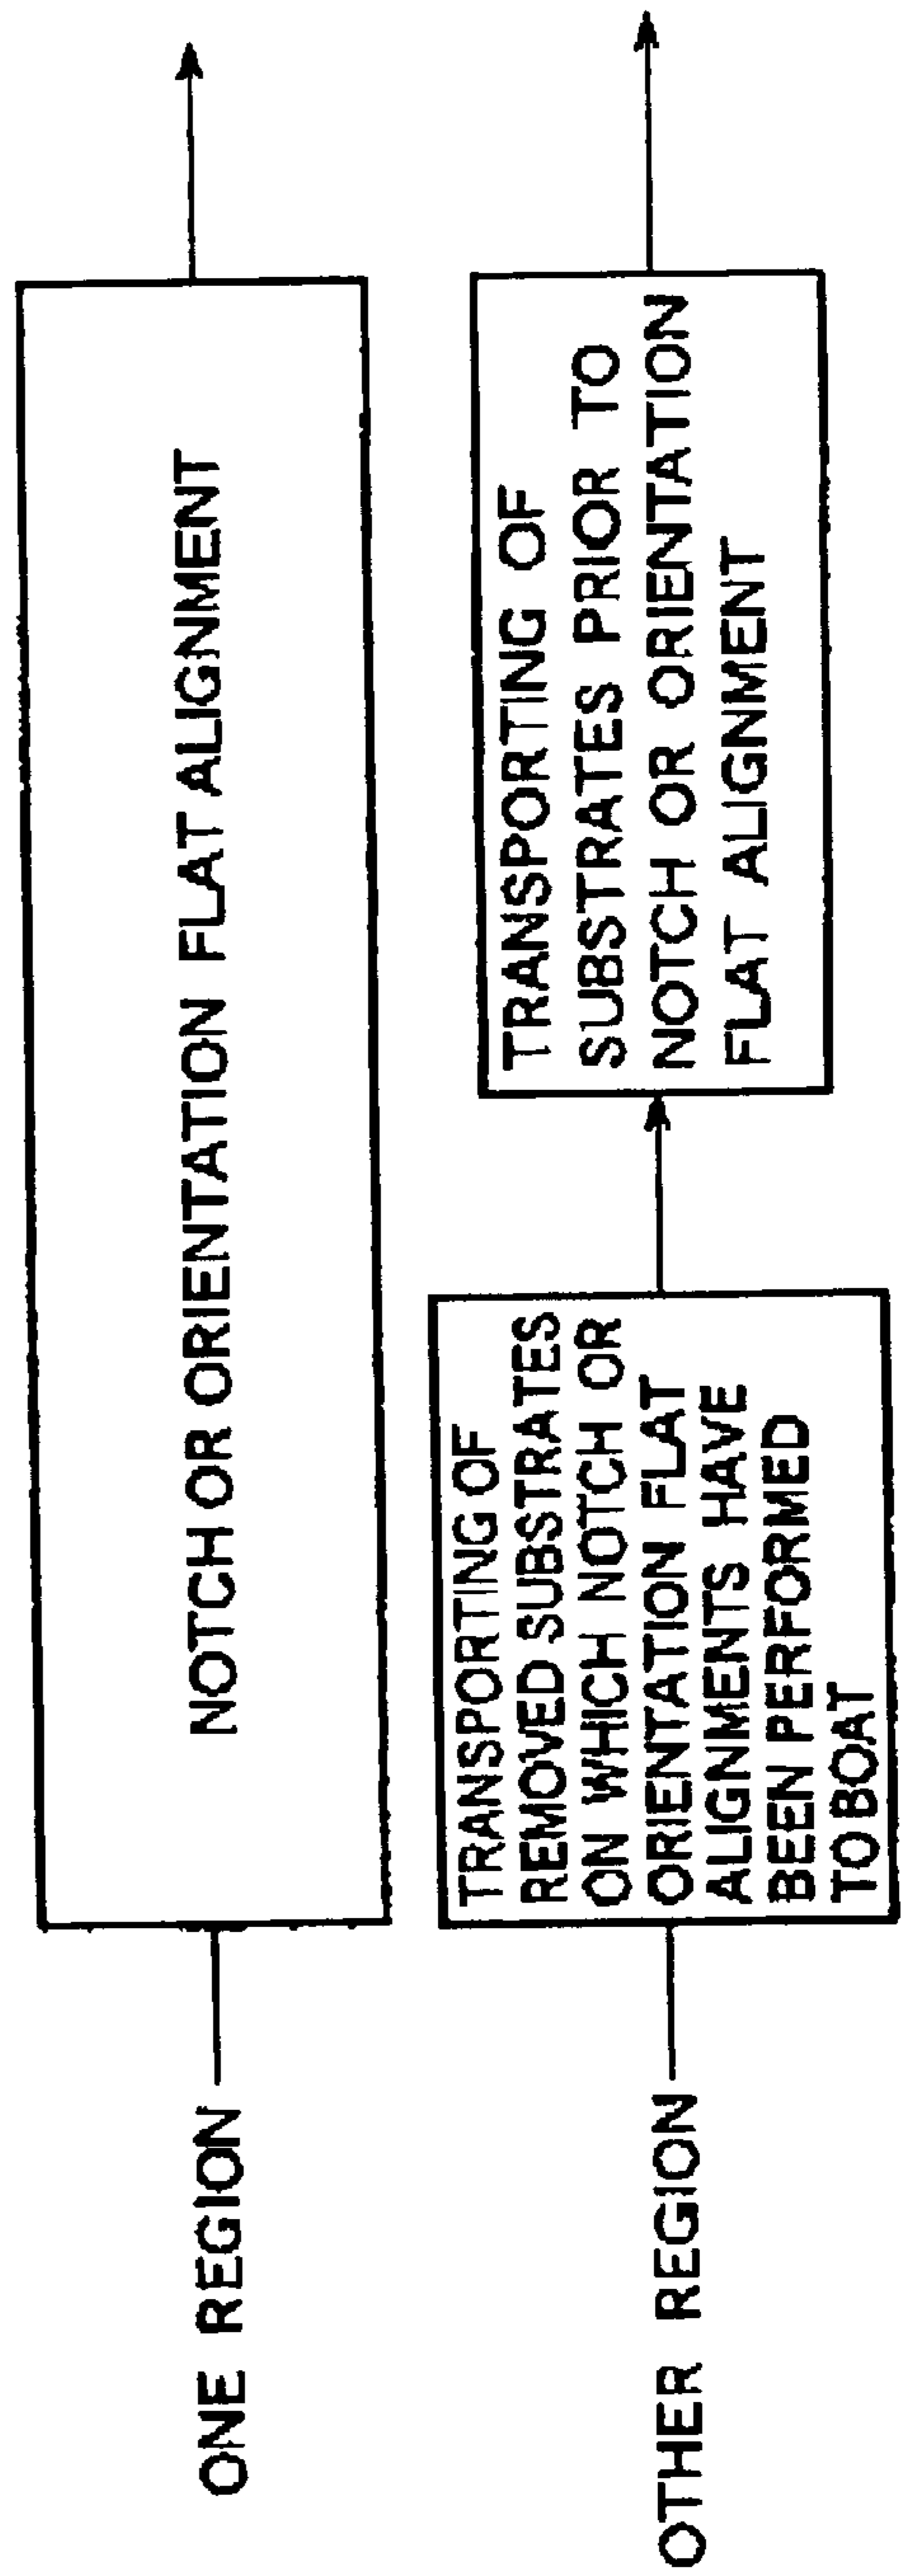 ONE REGION
NOTCH OR ORIENTATION FLAT ALIGNMENT
OTHER REGION
TRANSPORTING OF
REMOVED SUBSTRATES
ON WHICH NOTCH OR
ORIENTATION FLAT
ALIGNMENTS HAVE
BEEN PERFORMED
TO BOAT
TRANSPORTING OF
SUBSTRATES PRIOR TO
NOTCH OR ORIENTATION
FLAT ALIGNMENT